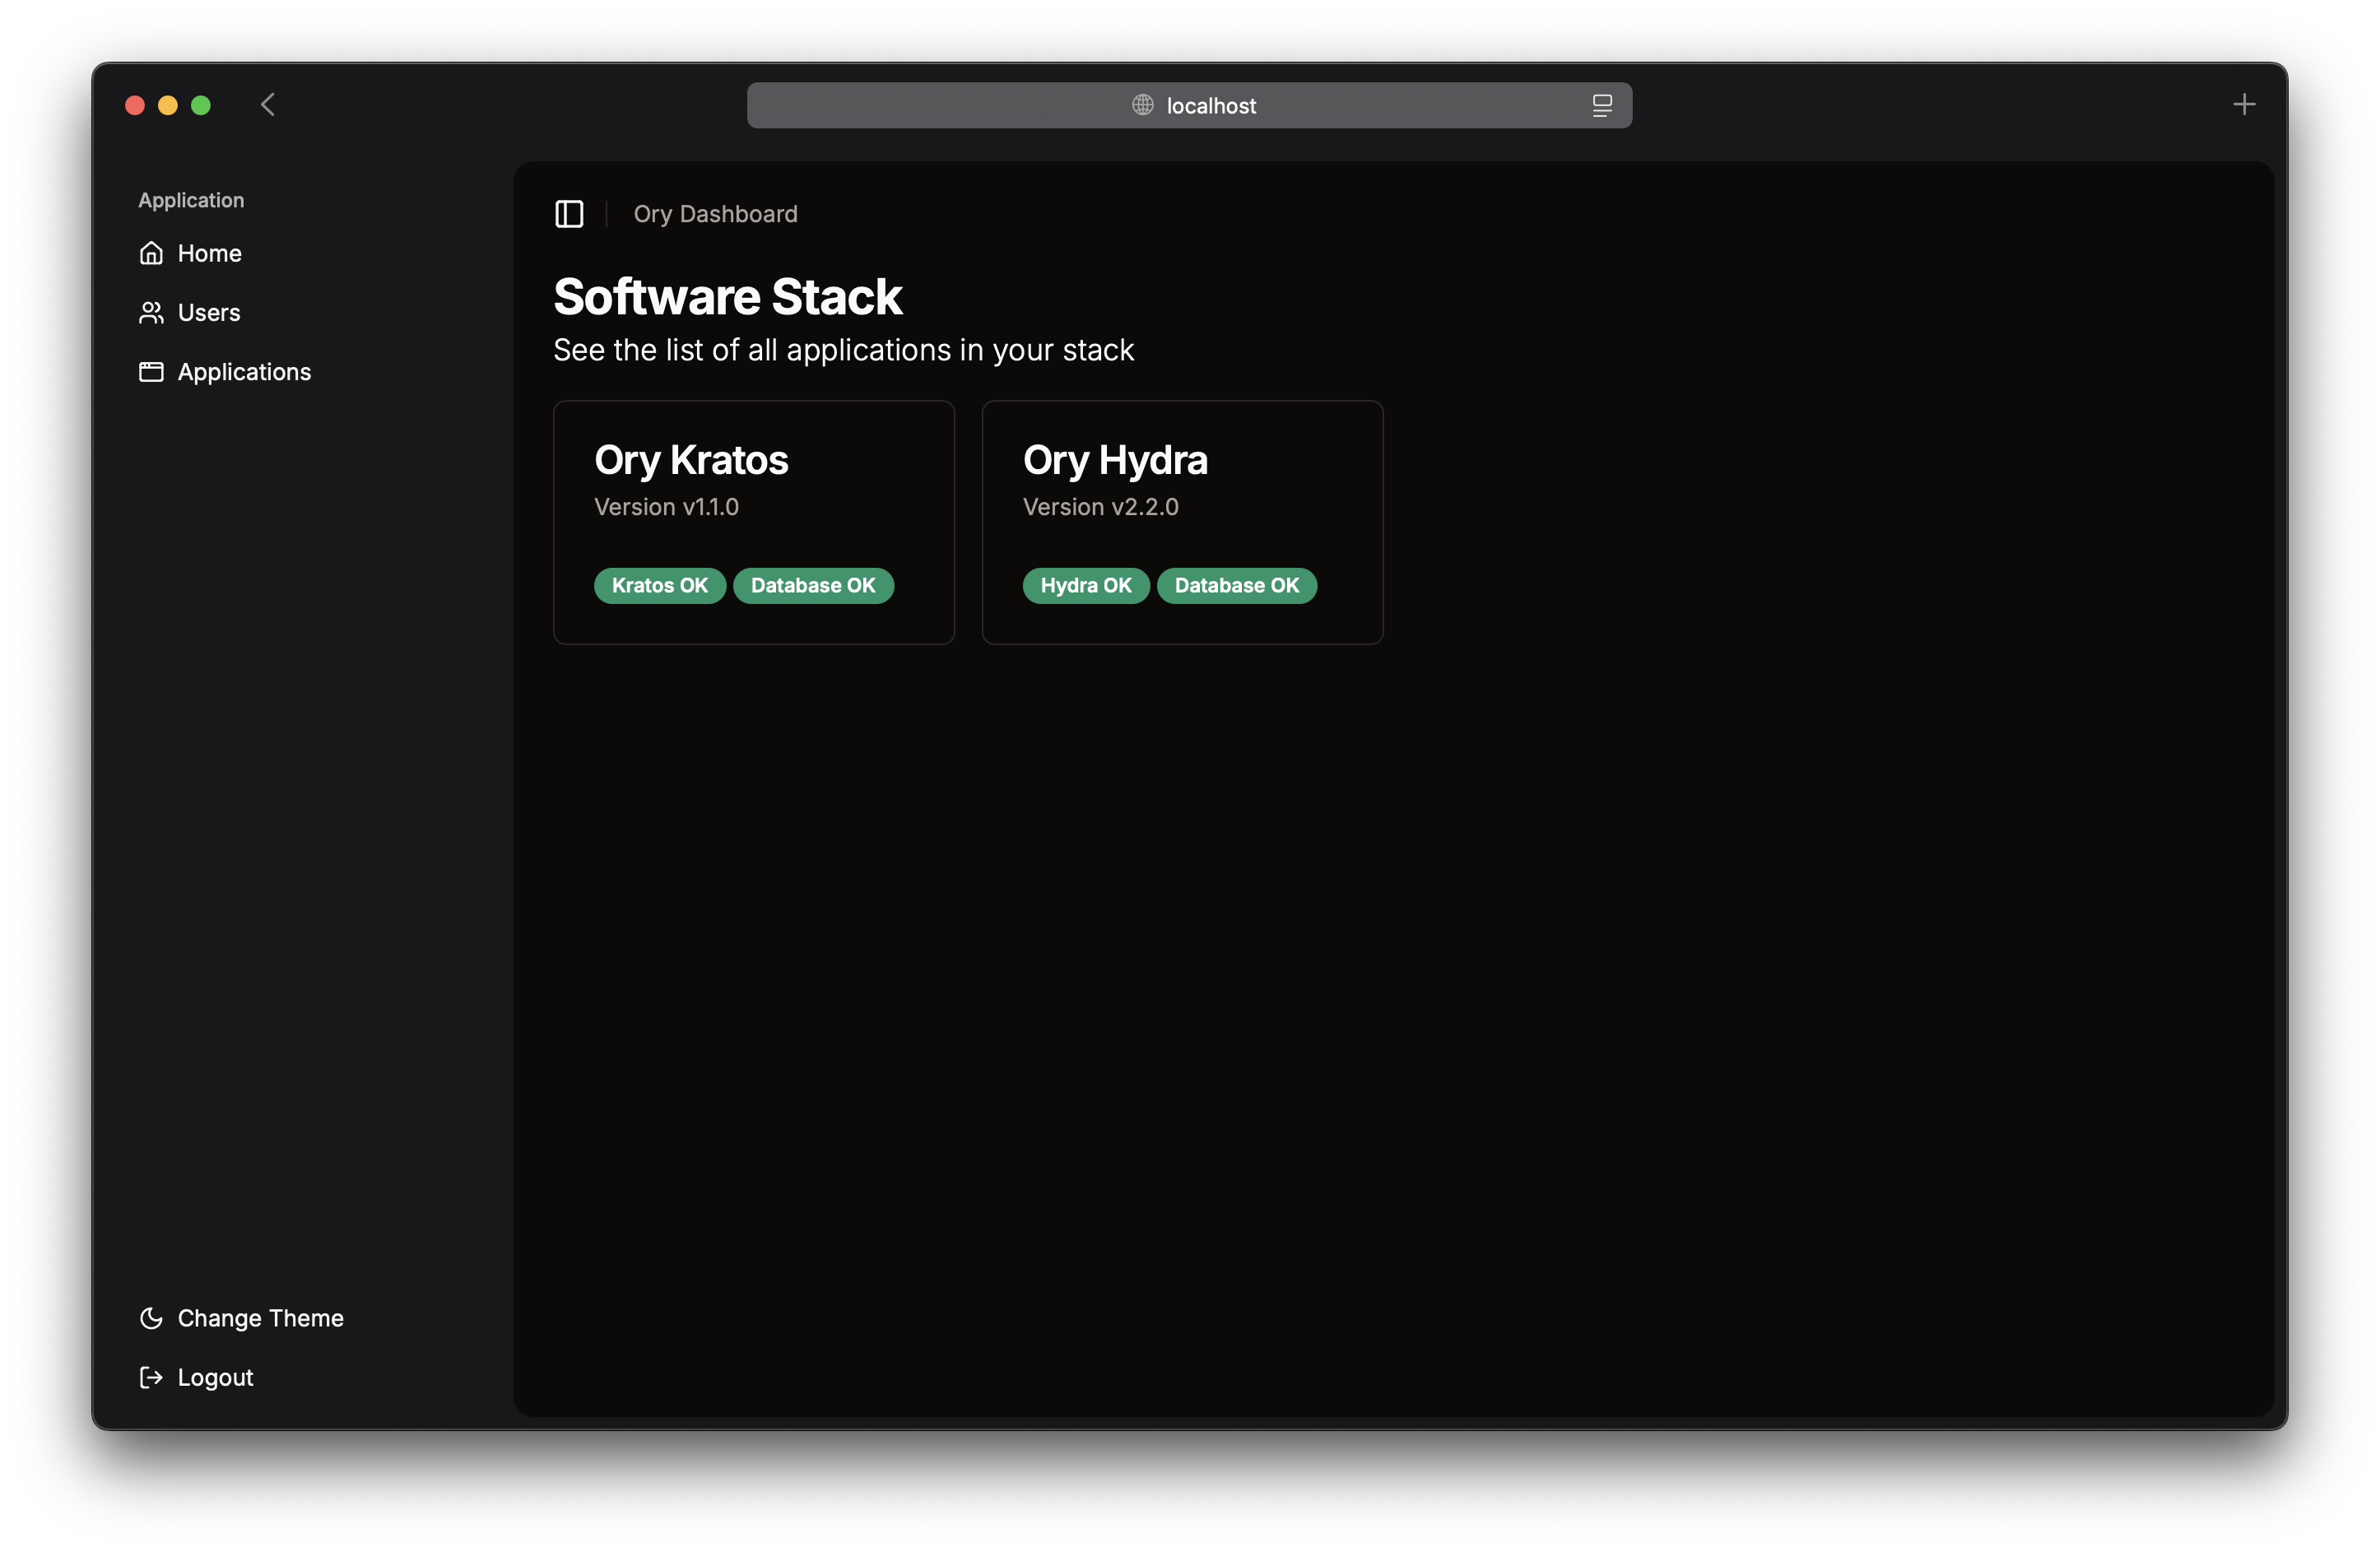 localhost
Application
Home
Users
Applications
Change Theme
Logout
Ory Dashboard
Software Stack
See the list of all applications in your stack
Ory Kratos
Version v1.1.0
Kratos OK Database OK
Ory Hydra
Version v2.2.0
Hydra OK Database OK